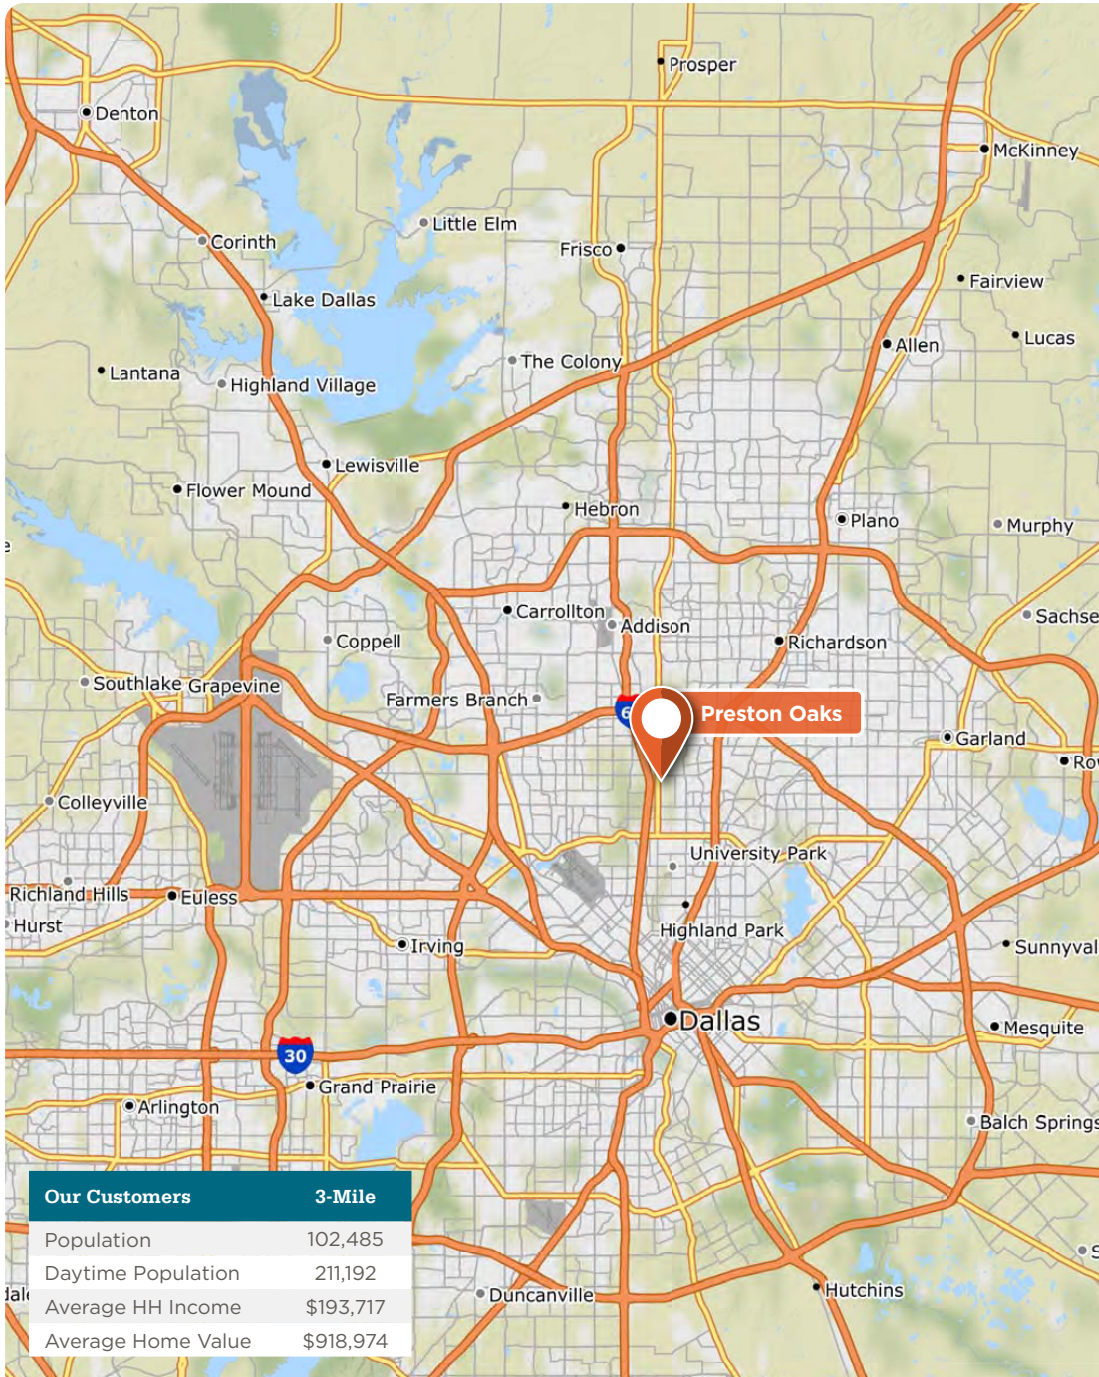 Prosper
Denton
McKinney
Little Elm
Corinth
Frisco
Fairview
Lake Dallas
Lucas
Allen
The Colony
Lantana
Highland Village
Lewisville
Flower Mound
Hebron
Plano
Murphy
Carrollton
Sachse
Addison
Coppell
Richardson
Southlake
Grapevine
Farmers Branch
6
Preston Oaks
Garland
Colleyville
University Park
Richland Hills
Euless
Hurst
Highland Park
Irving
Dallas
Mesquite
30
Grand Prairie
Arlington
Balch Springs
Our Customers 3-Mile
Population 102,485
Daytime Population 211,192
Average HH Income $193,717
Average Home Value $918,974
Duncanville
Hutchins